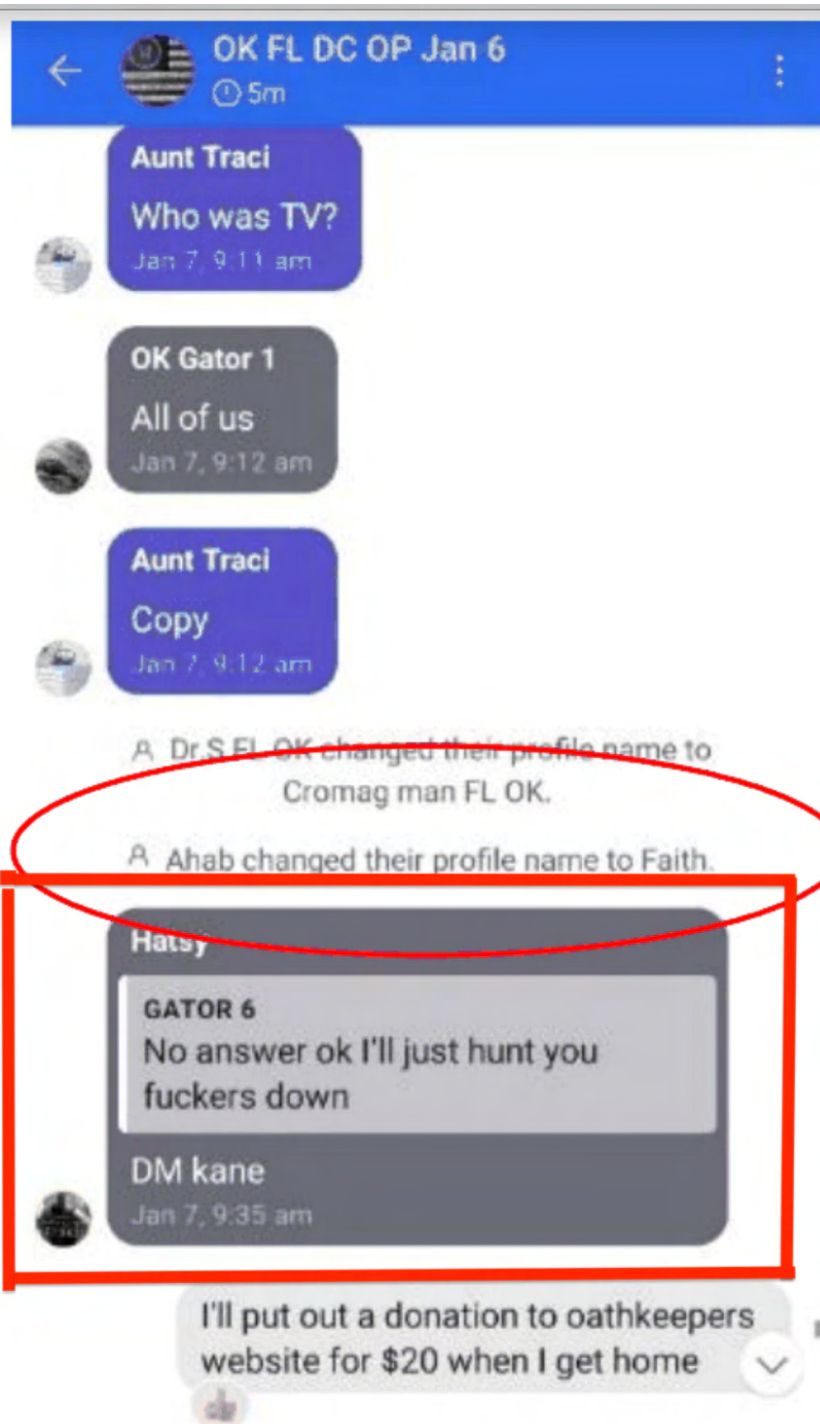 OK FL DC OP Jan 6
5m
Aunt Traci
Who was TV?
Jan 7, 9:11 am
OK Gator 1
All of us
Jan 7, 9:12 am
Aunt Traci
Copy
Jan 7, 9:12 am
Dr.S FL OK changed their profile name to
Cromag man FL OK.
Ahab changed their profile name to Faith.
Hatsy
GATOR 6
No answer ok I'll just hunt you
fuckers down
DM kane
Jan 7, 9:35 am
I'll put out a donation to oathkeepers
website for $20 when I get home